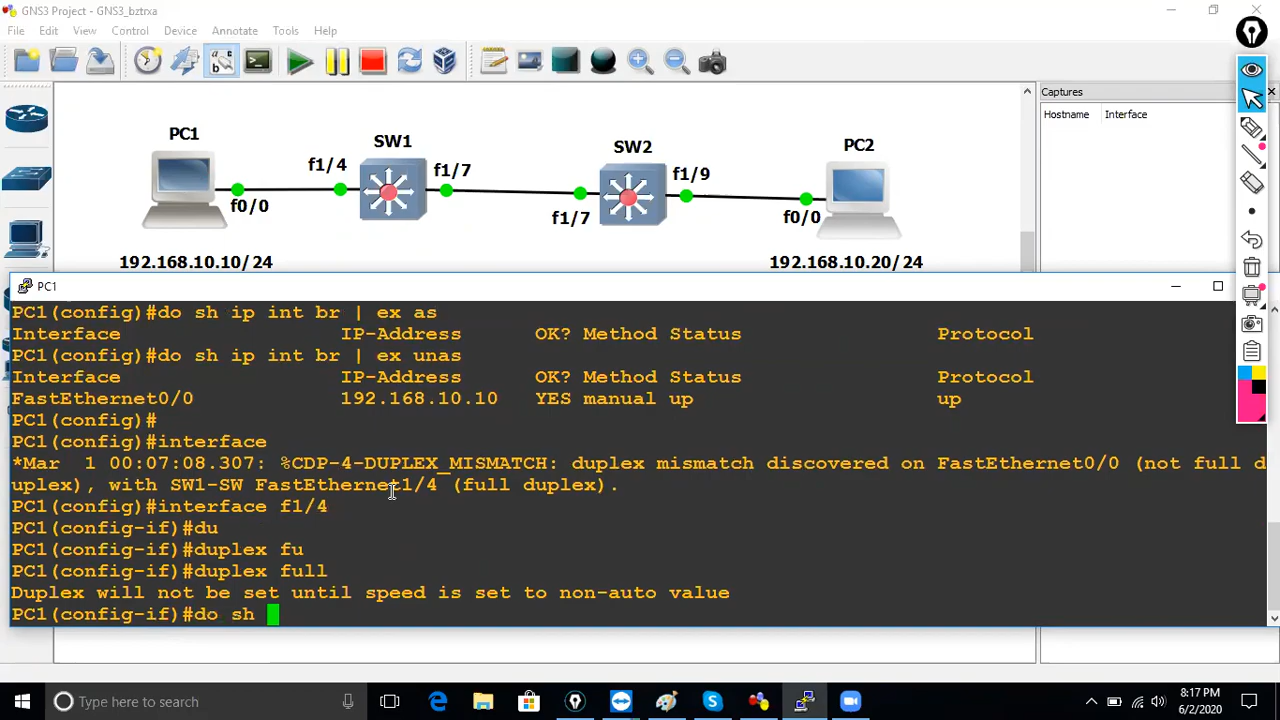 GNS3 Project - GNS3_bztrxa
File Edit View Control Device Annotate Tools Help
Captures
Hostname Interface
PC1
SW1
SW2
PC2
f1/4
f1/7
f1/9
f0/0
f1/7
f0/0
192.168.10.10/24
192.168.10.20/24
PC1
PC1(config)#do sh ip int br | ex as
Interface IP-Address OK? Method Status Protocol
PC1(config)#do sh ip int br | ex unas
Interface IP-Address OK? Method Status Protocol
FastEthernet0/0 192.168.10.10 YES manual up up
PC1(config)#
PC1(config)#interface
*Mar 1 00:07:08.307: %CDP-4-DUPLEX_MISMATCH: duplex mismatch discovered on FastEthernet0/0 (not full d
uplex), with SW1-SW FastEthernet1/4 (full duplex).
PC1(config)#interface f1/4
PC1(config-if)#du
PC1(config-if)#duplex fu
PC1(config-if)#duplex full
Duplex will not be set until speed is set to non-auto value
PC1(config-if)#do sh
Type here to search
8:17 PM
6/2/2020